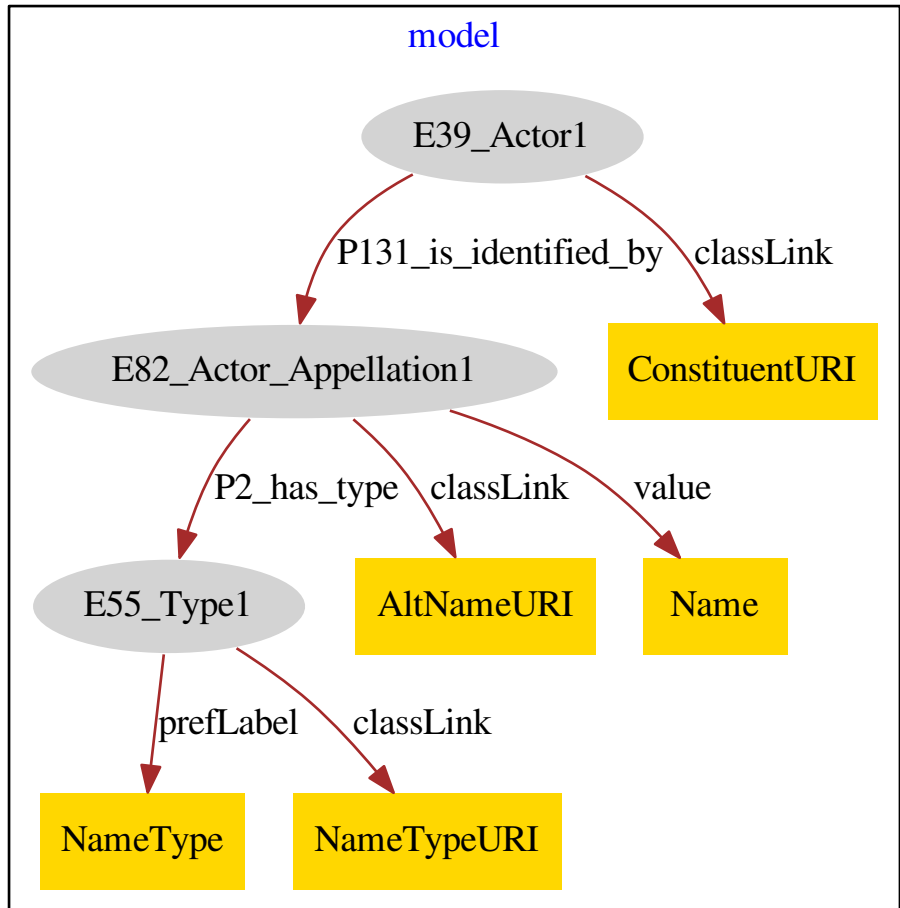 model
E39_Actor1
P131_is_identified_by
classLink
E82_Actor_Appellation1
ConstituentURI
P2_has_type
classLink
value
E55_Type1
AltNameURI
Name
prefLabel
classLink
NameType
NameTypeURI